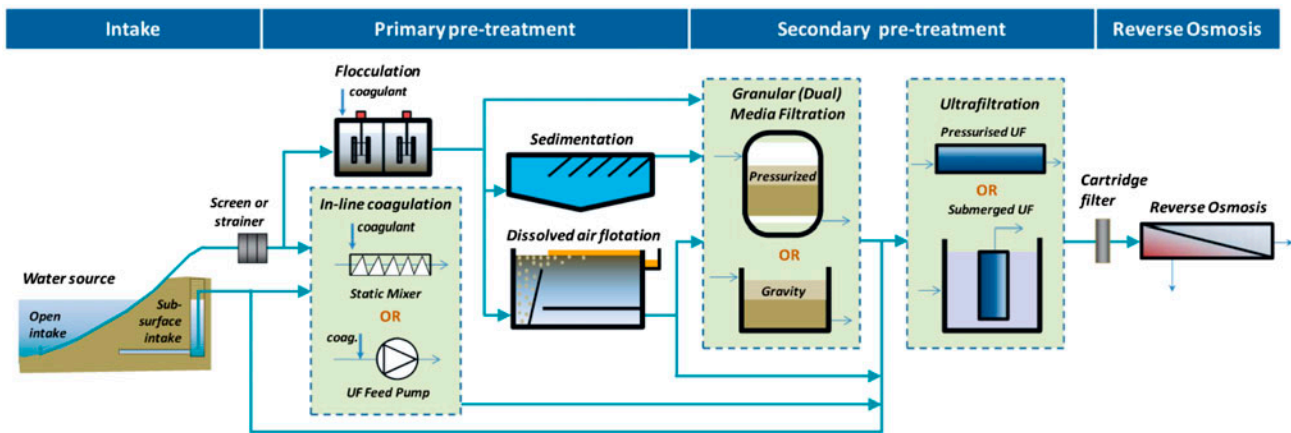 Intake
Primary pre-treatment
Secondary pre-treatment
Reverse Osmosis
Flocculation
coagulant
Granular (Dual)
Media Filtration
Pressurized
OR
Gravity
Ultrafiltration
Pressurised UF
OR
Submerged UF
Sedimentation
Dissolved air flotation
In-line coagulation
coagulant
Static Mixer
OR
coag.
UF Feed Pump
Screen or
strainer
Water source
Open
intake
Sub-
surface
intake
Cartridge
filter
Reverse Osmosis